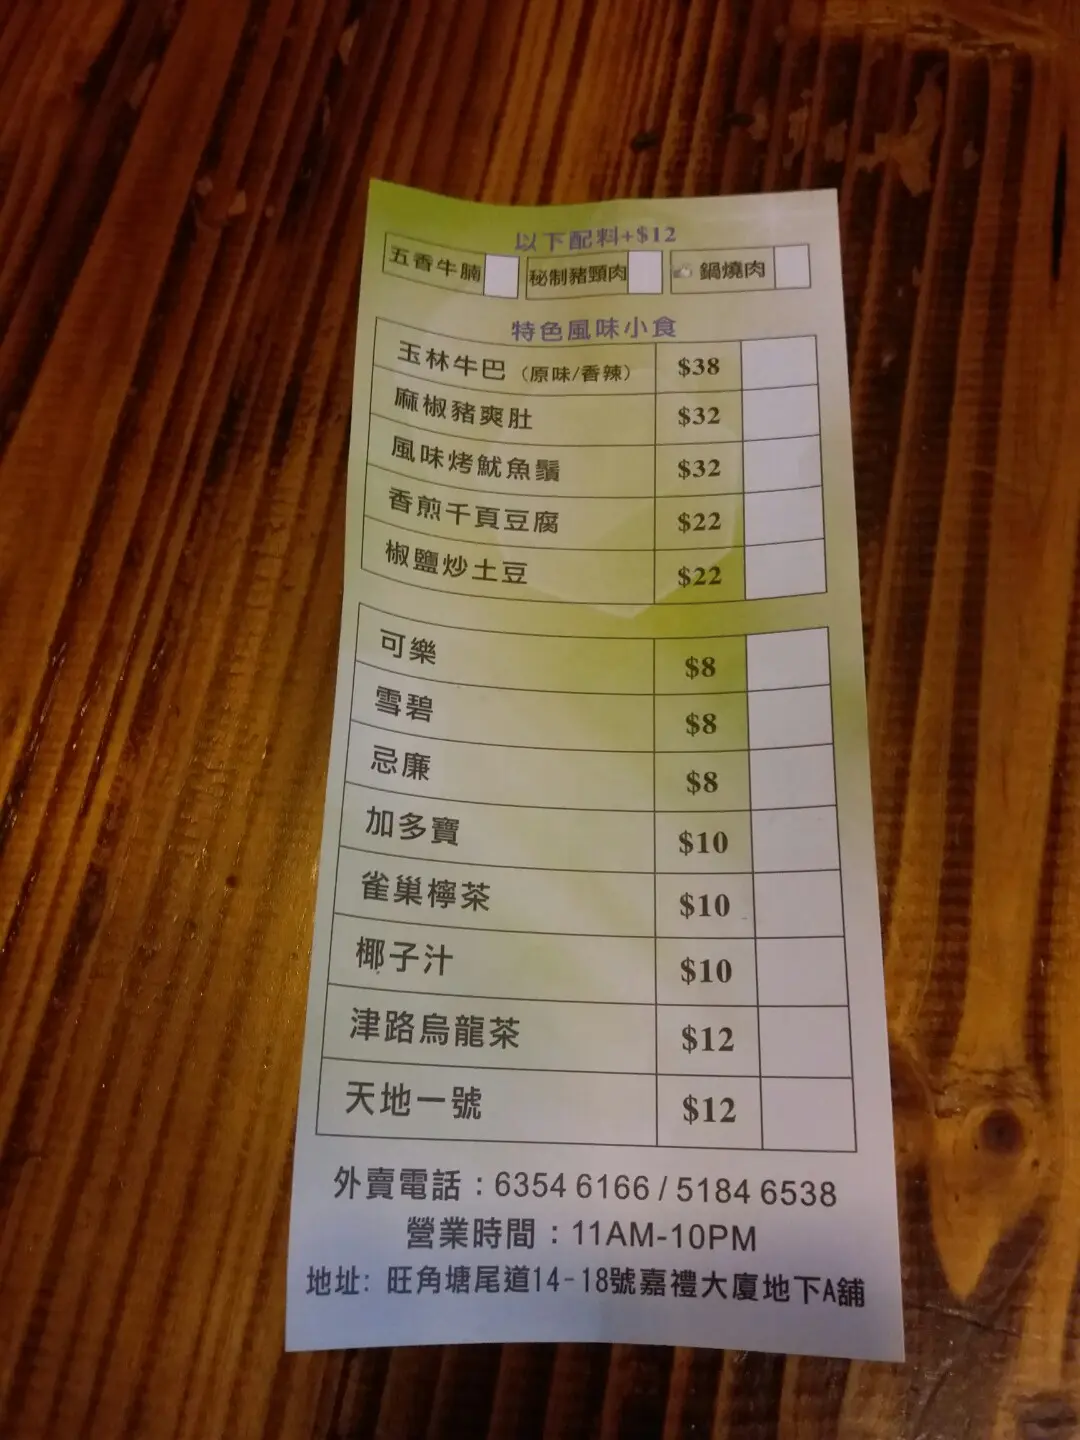 以下配料+$12
五香牛腩 秘制豬頸肉 鍋燒肉
特色風味小食
玉林牛巴（原味/香辣） $38
麻椒豬爽肚 $32
風味烤魷魚鬚 $32
香煎千頁豆腐 $22
椒鹽炒土豆 $22
可樂 $8
雪碧 $8
忌廉 $8
加多寶 $10
雀巢檸茶 $10
椰子汁 $10
津路烏龍茶 $12
天地一號 $12
外賣電話：6354 6166 / 5184 6538
營業時間：11AM-10PM
地址: 旺角塘尾道14-18號嘉禮大廈地下A舖